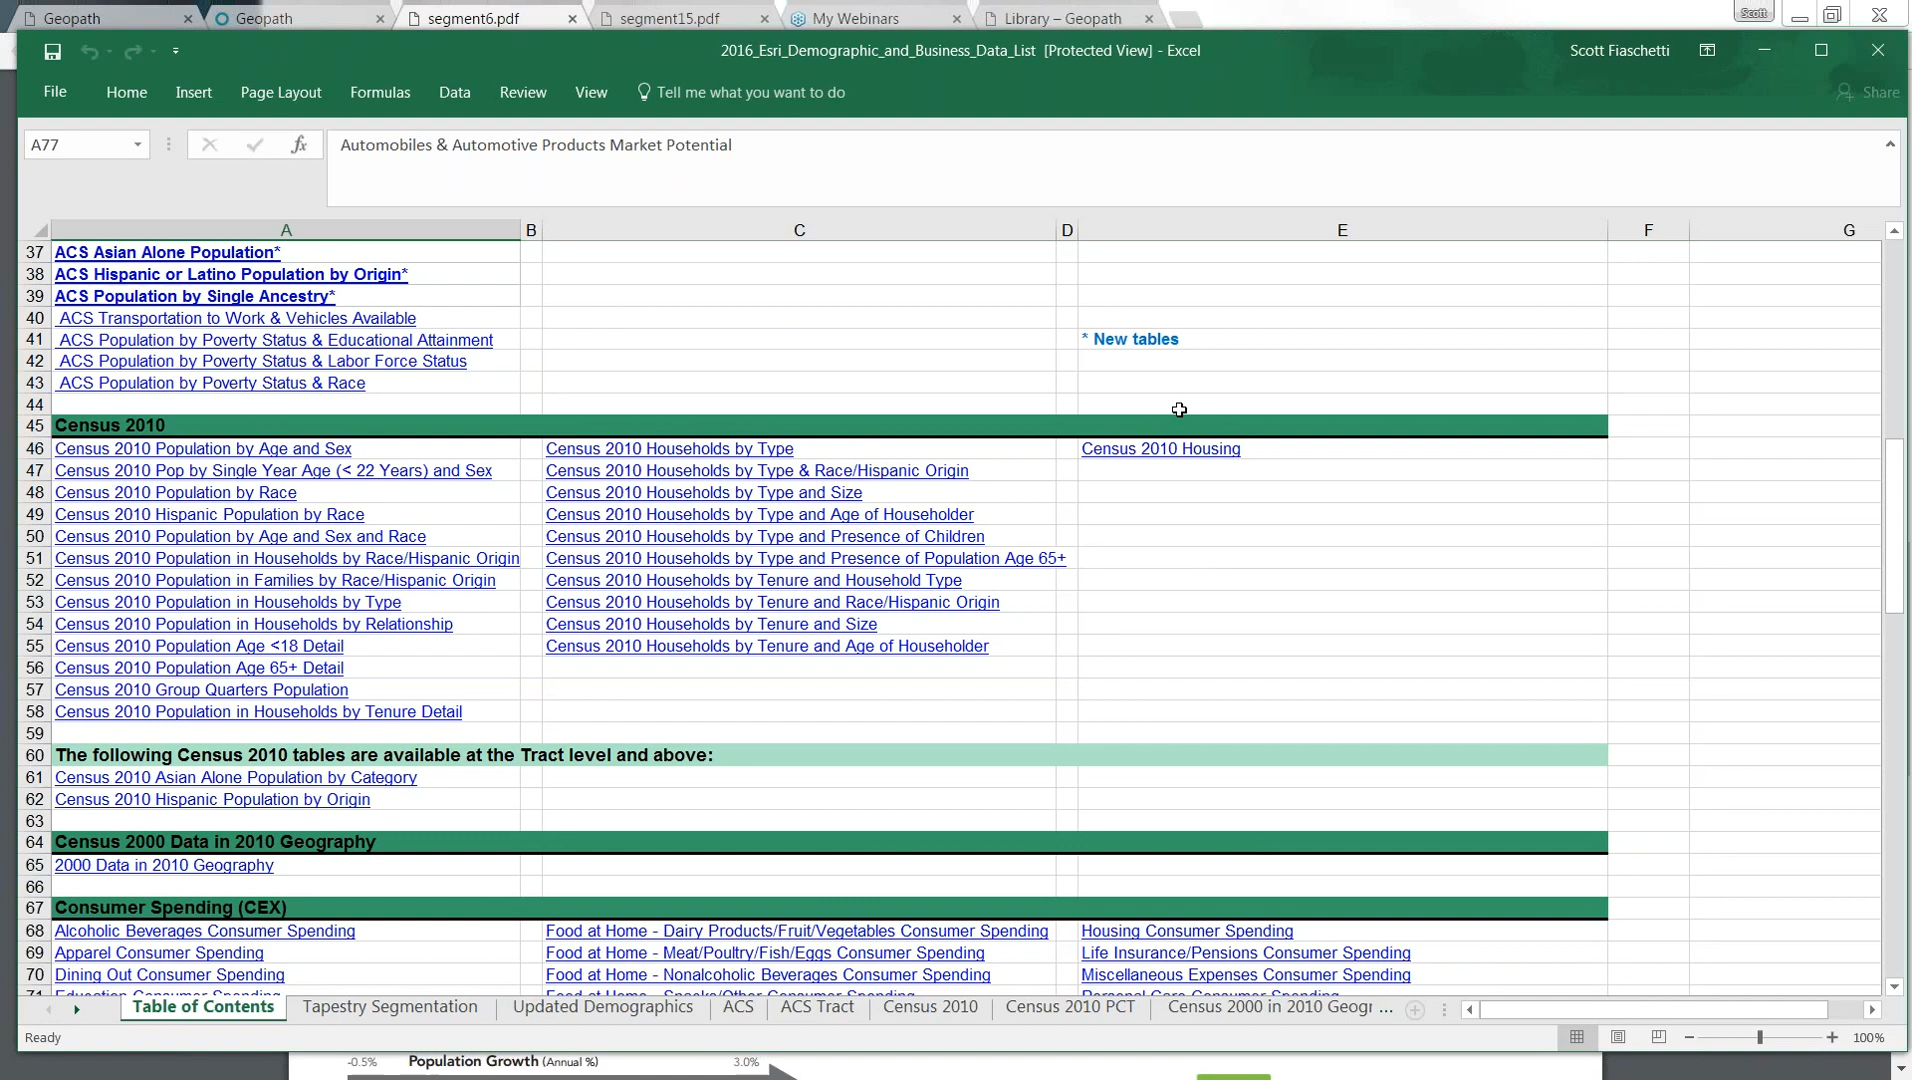 Geopath
Geopath
segment6.pdf
segment15.pdf
My Webinars
Library – Geopath
Scott
2016_Esri_Demographic_and_Business_Data_List [Protected View] - Excel
Scott Fiaschetti
File Home Insert Page Layout Formulas Data Review View Tell me what you want to do
Share
A77
fx
Automobiles & Automotive Products Market Potential
A B C D E F G
37 ACS Asian Alone Population*
38 ACS Hispanic or Latino Population by Origin*
39 ACS Population by Single Ancestry*
40 ACS Transportation to Work & Vehicles Available
41 ACS Population by Poverty Status & Educational Attainment * New tables
42 ACS Population by Poverty Status & Labor Force Status
43 ACS Population by Poverty Status & Race
44
45 Census 2010
46 Census 2010 Population by Age and Sex Census 2010 Households by Type Census 2010 Housing
47 Census 2010 Pop by Single Year Age (< 22 Years) and Sex Census 2010 Households by Type & Race/Hispanic Origin
48 Census 2010 Population by Race Census 2010 Households by Type and Size
49 Census 2010 Hispanic Population by Race Census 2010 Households by Type and Age of Householder
50 Census 2010 Population by Age and Sex and Race Census 2010 Households by Type and Presence of Children
51 Census 2010 Population in Households by Race/Hispanic Origin Census 2010 Households by Type and Presence of Population Age 65+
52 Census 2010 Population in Families by Race/Hispanic Origin Census 2010 Households by Tenure and Household Type
53 Census 2010 Population in Households by Type Census 2010 Households by Tenure and Race/Hispanic Origin
54 Census 2010 Population in Households by Relationship Census 2010 Households by Tenure and Size
55 Census 2010 Population Age <18 Detail Census 2010 Households by Tenure and Age of Householder
56 Census 2010 Population Age 65+ Detail
57 Census 2010 Group Quarters Population
58 Census 2010 Population in Households by Tenure Detail
59
60 The following Census 2010 tables are available at the Tract level and above:
61 Census 2010 Asian Alone Population by Category
62 Census 2010 Hispanic Population by Origin
63
64 Census 2000 Data in 2010 Geography
65 2000 Data in 2010 Geography
66
67 Consumer Spending (CEX)
68 Alcoholic Beverages Consumer Spending Food at Home - Dairy Products/Fruit/Vegetables Consumer Spending Housing Consumer Spending
69 Apparel Consumer Spending Food at Home - Meat/Poultry/Fish/Eggs Consumer Spending Life Insurance/Pensions Consumer Spending
70 Dining Out Consumer Spending Food at Home - Nonalcoholic Beverages Consumer Spending Miscellaneous Expenses Consumer Spending
71 Education Consumer Spending Food at Home - Snacks/Other Consumer Spending Personal Care Consumer Spending
Table of Contents Tapestry Segmentation Updated Demographics ACS ACS Tract Census 2010 Census 2010 PCT Census 2000 in 2010 Geogr ...
Ready
100%
-0.5% Population Growth (Annual %) 3.0%